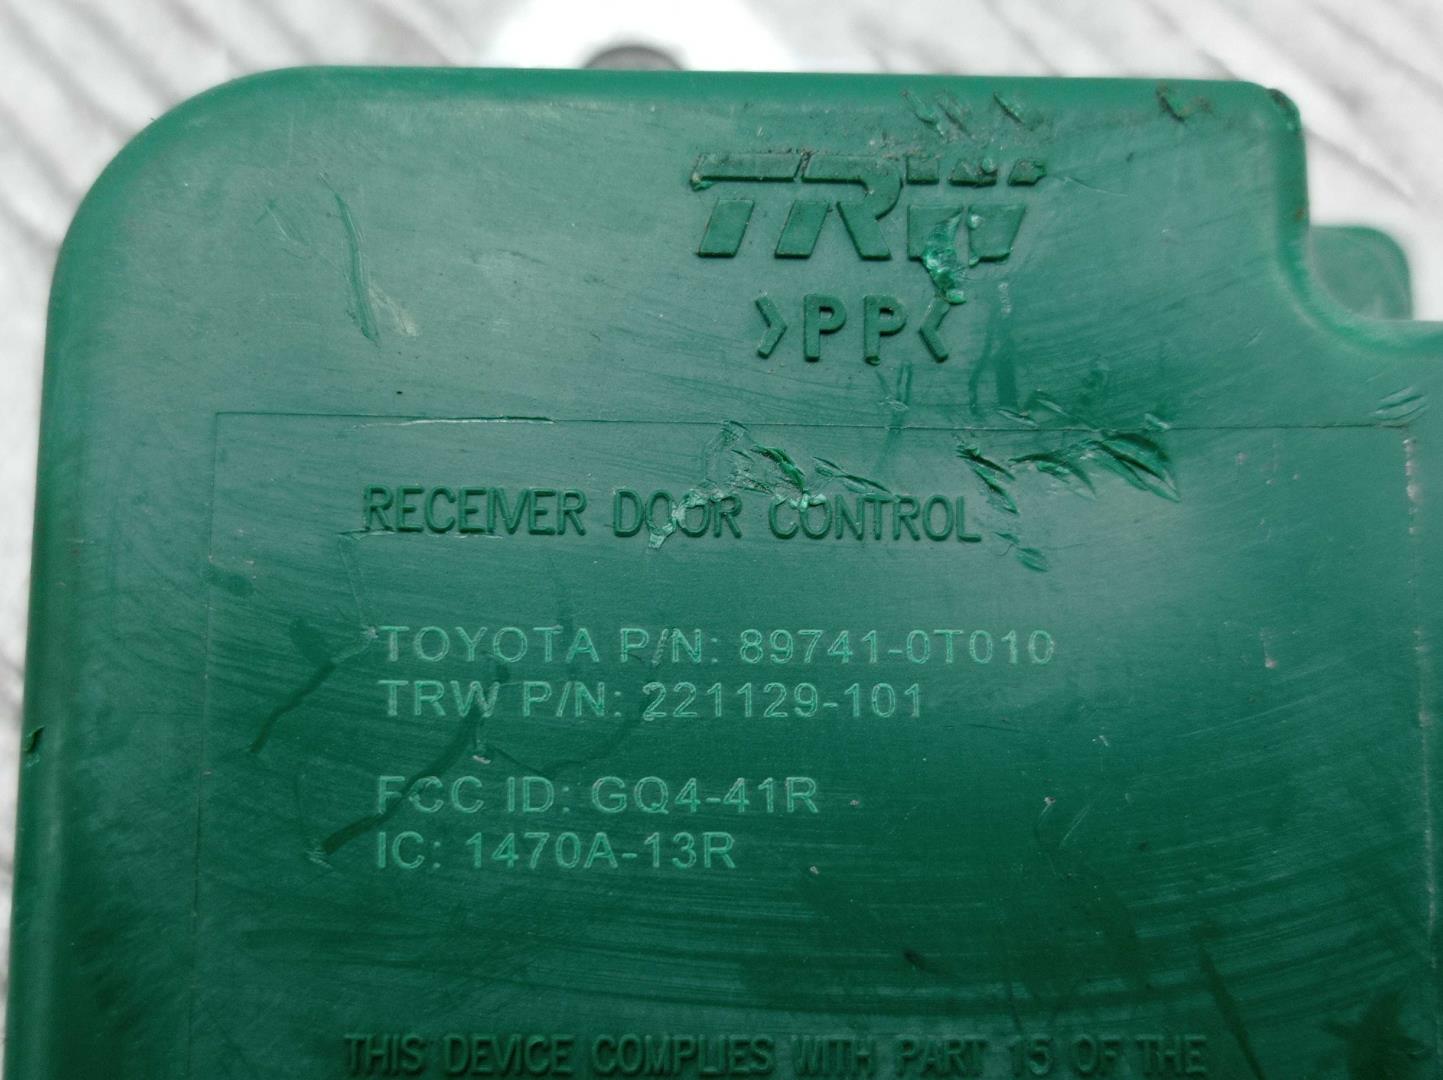 TRW
>PP<
RECEIVER DOOR CONTROL
TOYOTA P/N: 89741-0T010
TRW P/N: 221129-101
FCC ID: GQ4-41R
IC: 1470A-13R
THIS DEVICE COMPLIES WITH PART 15 OF THE